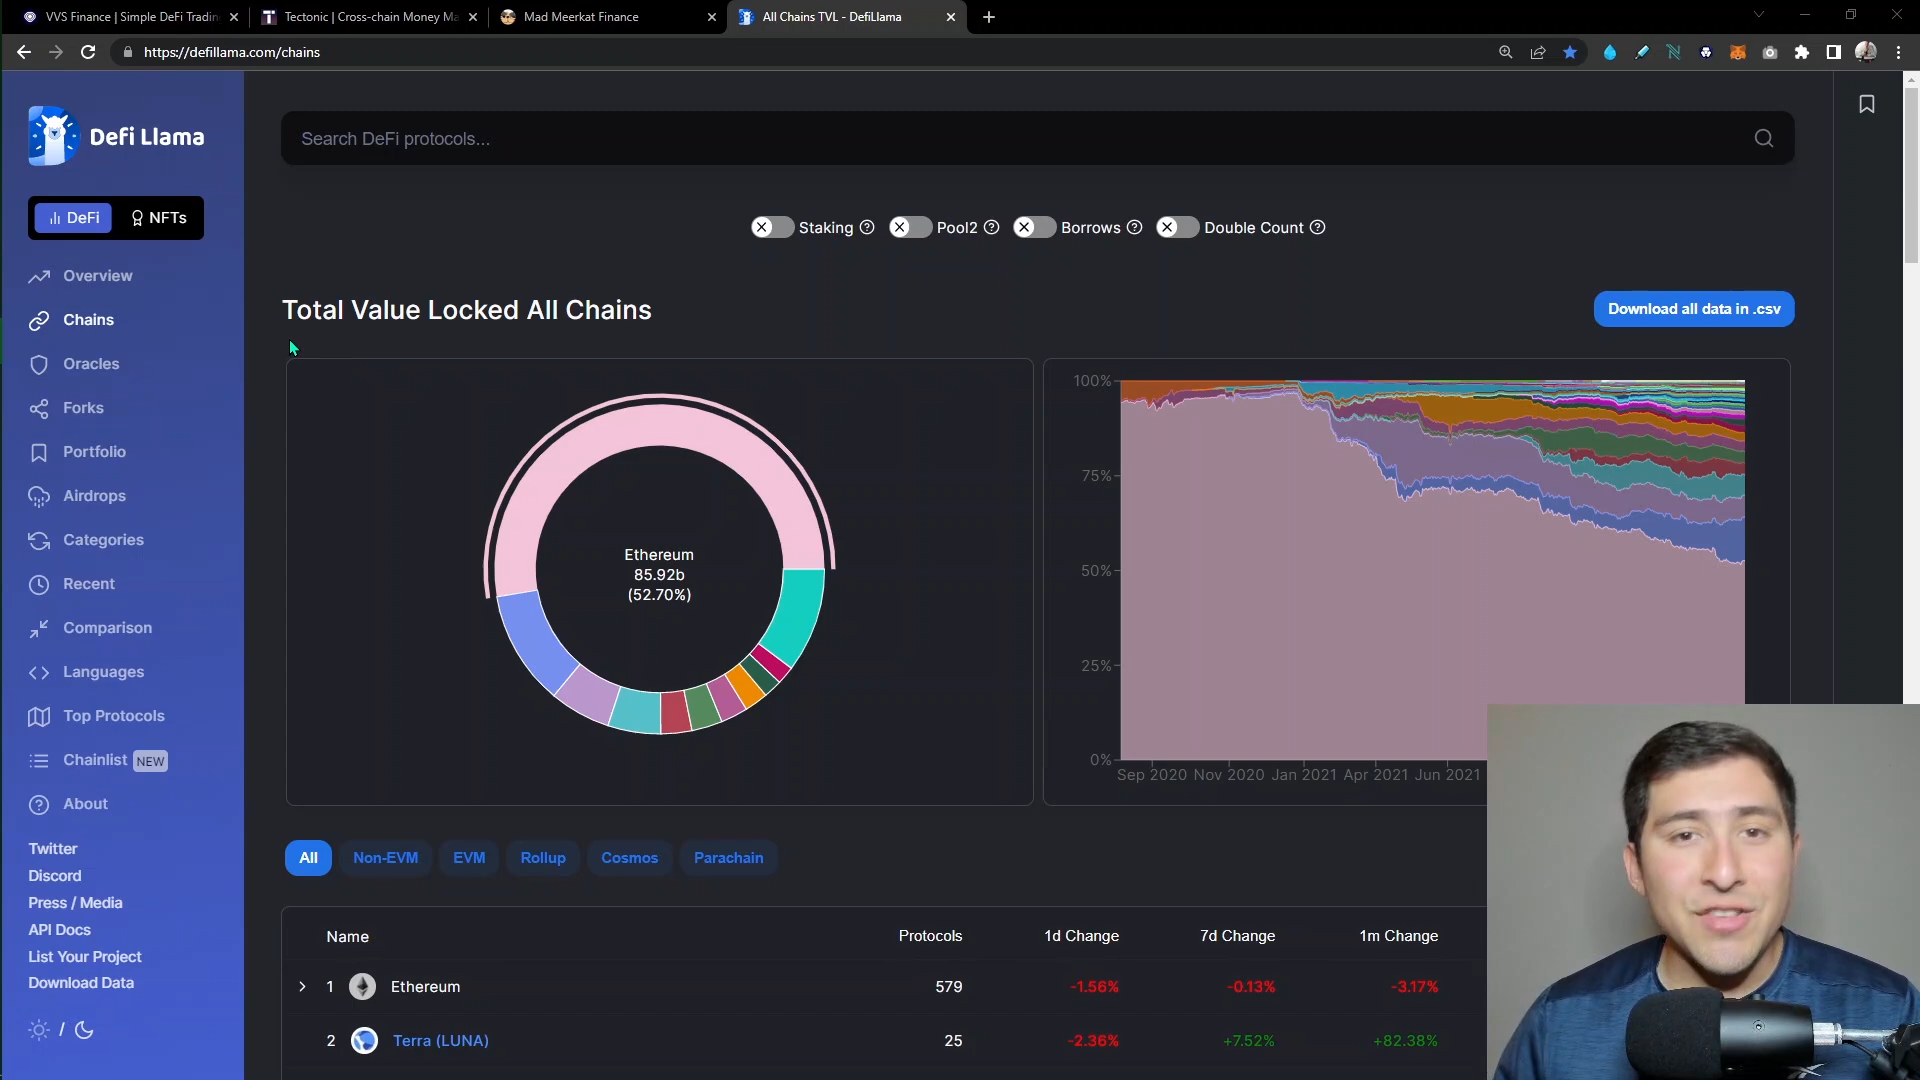 VVS Finance | Simple DeFi Tradin
Tectonic | Cross-chain Money Ma
Mad Meerkat Finance
All Chains TVL - DefiLlama
https://defillama.com/chains
Defi Llama
DeFi
NFTs
Overview
Chains
Oracles
Forks
Portfolio
Airdrops
Categories
Recent
Comparison
Languages
Top Protocols
Chainlist NEW
About
Twitter
Discord
Press / Media
API Docs
List Your Project
Download Data
/
Search DeFi protocols...
Staking
Pool2
Borrows
Double Count
Total Value Locked All Chains
Download all data in .csv
Ethereum
85.92b
(52.70%)
100%
75%
50%
25%
0%
Sep 2020 Nov 2020 Jan 2021 Apr 2021 Jun 2021
All Non-EVM EVM Rollup Cosmos Parachain
Name Protocols 1d Change 7d Change 1m Change
1 Ethereum 579 -1.56% -0.13% -3.17%
2 Terra (LUNA) 25 -2.36% +7.52% +82.38%